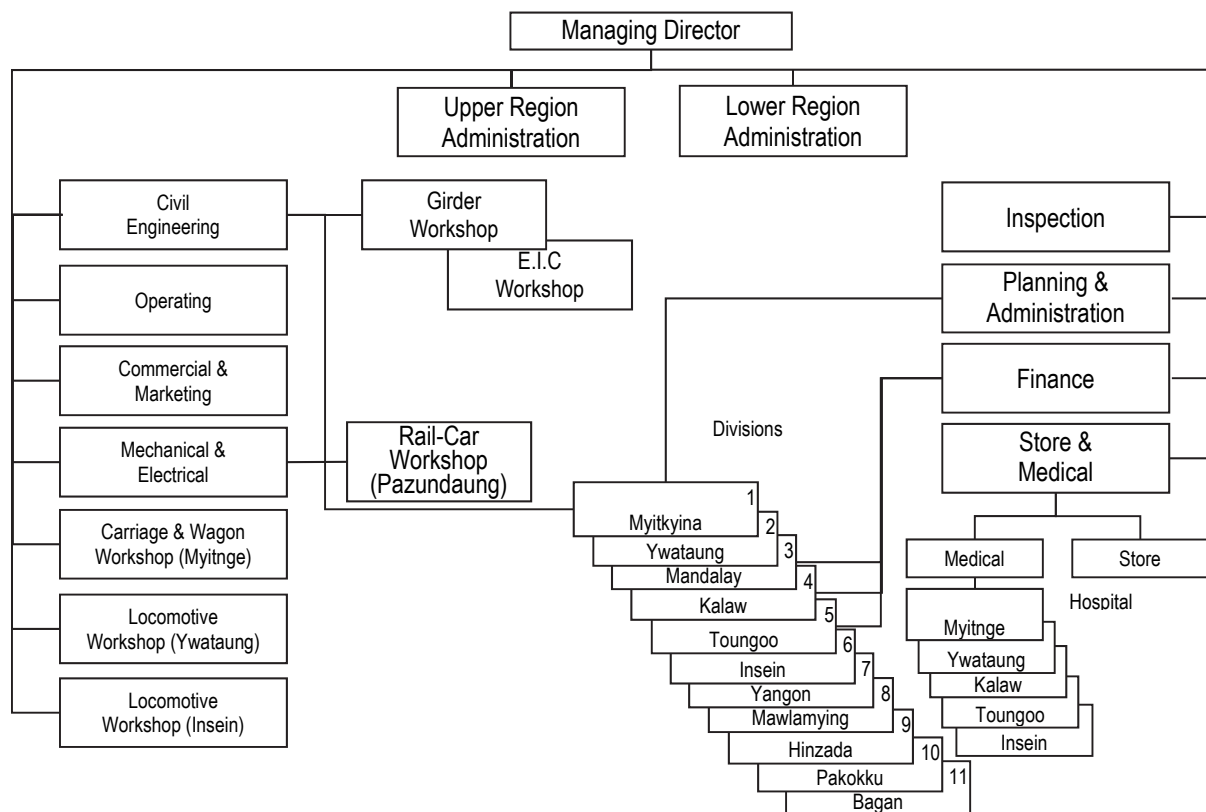 Managing Director
Upper Region
Administration
Lower Region
Administration
Civil
Engineering
Girder
Workshop
E.I.C
Workshop
Inspection
Operating
Planning &
Administration
Commercial &
Marketing
Finance
Mechanical &
Electrical
Rail-Car
Workshop
(Pazundaung)
Divisions
Store &
Medical
Carriage & Wagon
Workshop (Myitnge)
Locomotive
Workshop (Ywataung)
Locomotive
Workshop (Insein)
1
Myitkyina
2
Ywataung
3
Mandalay
4
Kalaw
5
Toungoo
6
Insein
7
Yangon
8
Mawlamying
9
Hinzada
10
Pakokku
11
Bagan
Medical
Store
Hospital
Myitnge
Ywataung
Kalaw
Toungoo
Insein